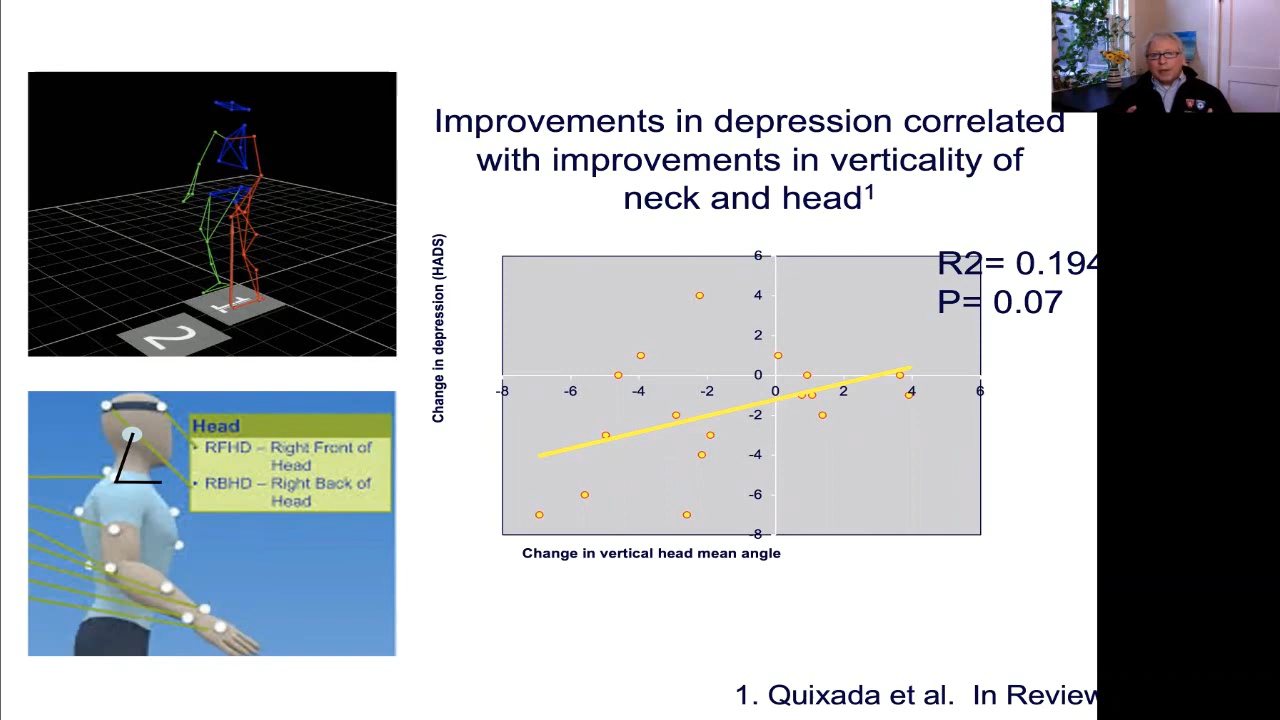 Improvements in depression correlated
with improvements in verticality of
neck and head1
Change in depression (HADS)
6
4
2
0
-2
-4
-6
-8
-8
-6
-4
-2
0
2
4
6
Change in vertical head mean angle
R2= 0.194
P= 0.07
1
2
Head
• RFHD – Right Front of
Head
• RBHD – Right Back of
Head
1. Quixada et al. In Review